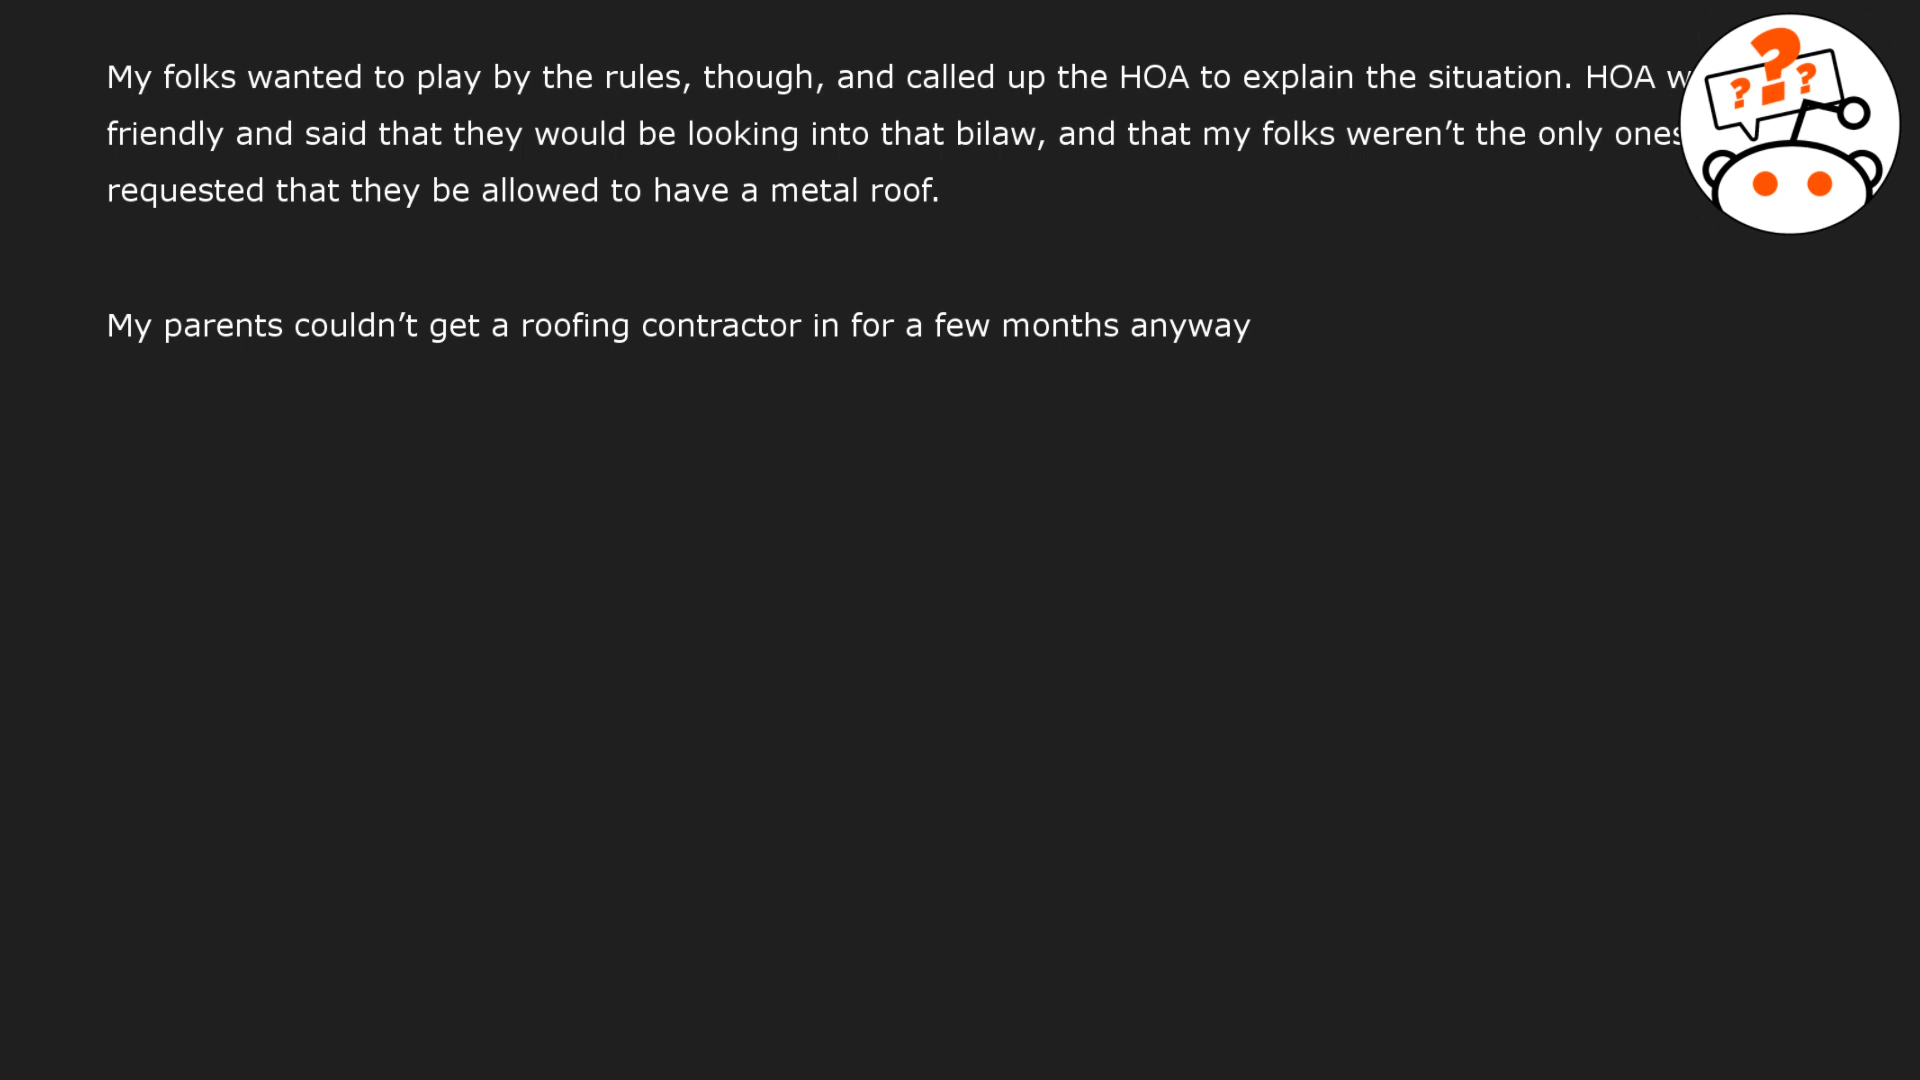 My folks wanted to play by the rules, though, and called up the HOA to explain the situation. HOA
friendly and said that they would be looking into that bilaw, and that my folks weren’t the only ones
requested that they be allowed to have a metal roof.
My parents couldn’t get a roofing contractor in for a few months anyway
? ? ?